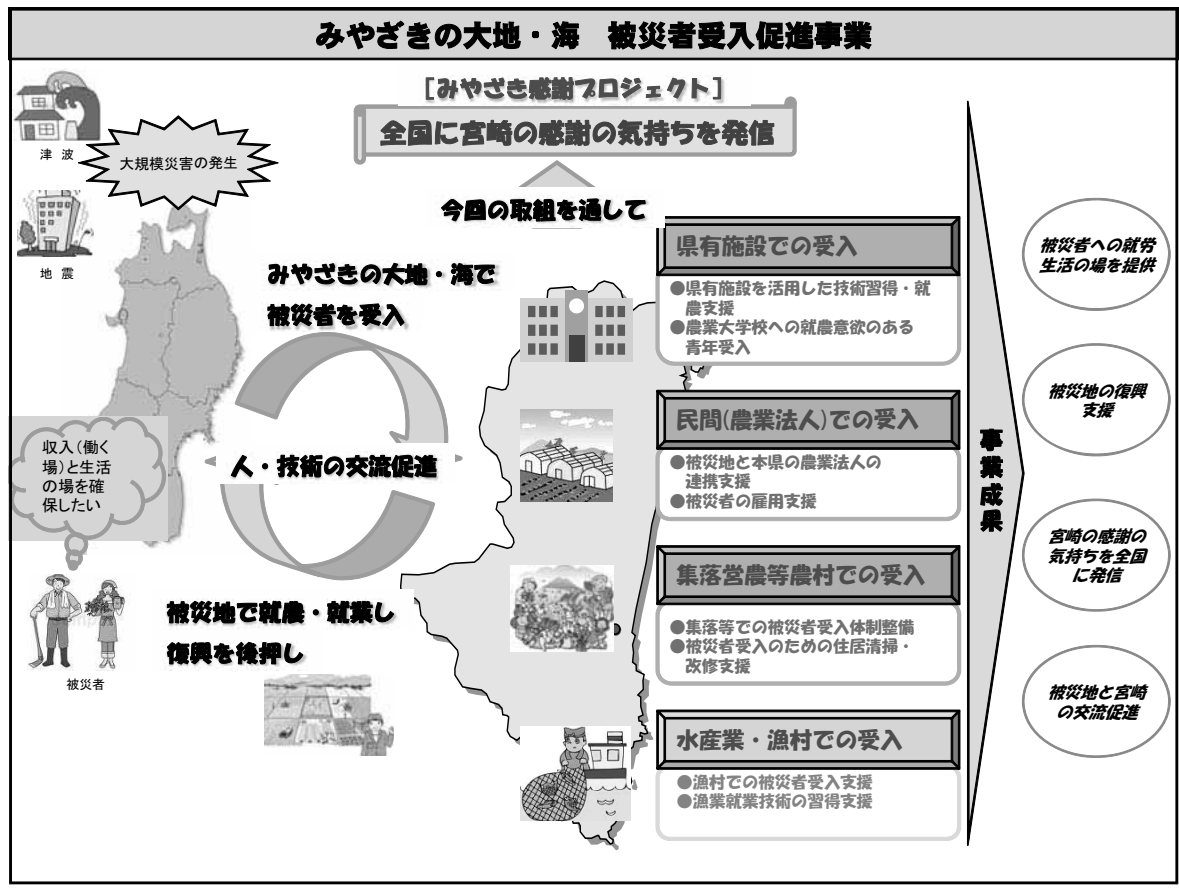 みやざきの大地・海　被災者受入促進事業
［みやざき感謝プロジェクト］
全国に宮崎の感謝の気持ちを発信
今回の取組を通して
津 波
大規模災害の発生
地 震
みやざきの大地・海で
被災者を受入
人・技術の交流促進
収入（働く
場）と生活
の場を確
保したい
被災者
被災地で就農・就業し
復興を後押し
県有施設での受入
●県有施設を活用した技術習得・就
農支援
●農業大学校への就農意欲のある
青年受入
民間(農業法人)での受入
●被災地と本県の農業法人の
連携支援
●被災者の雇用支援
集落営農等農村での受入
●集落等での被災者受入体制整備
●被災者受入のための住居清掃・
改修支援
水産業・漁村での受入
●漁村での被災者受入支援
●漁業就業技術の習得支援
事業成果
被災者への就労
生活の場を提供
被災地の復興
支援
宮崎の感謝の
気持ちを全国
に発信
被災地と宮崎
の交流促進